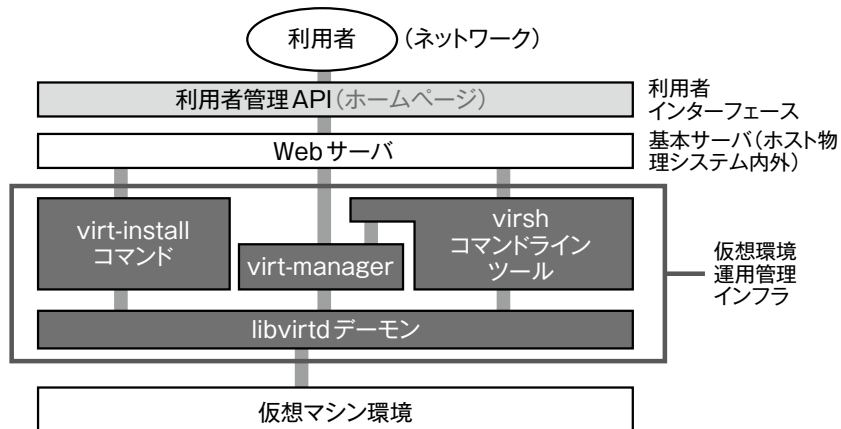 利用者 (ネットワーク)
利用者管理API(ホームページ)
利用者
インターフェース
Webサーバ
基本サーバ(ホスト物
理システム内外)
virt-install
コマンド
virt-manager
virsh
コマンドライン
ツール
仮想環境
運用管理
インフラ
libvirtdデーモン
仮想マシン環境